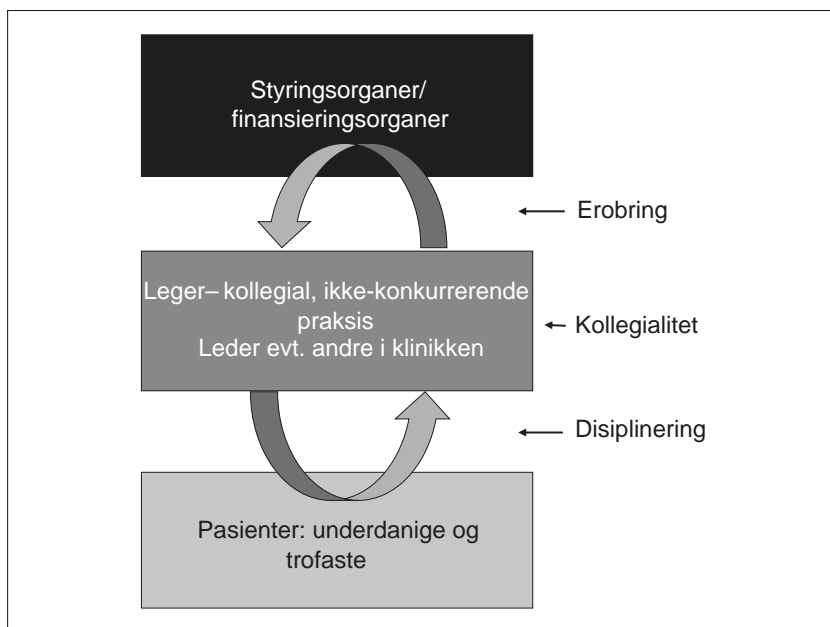 Styringsorganer/
finansieringsorganer
Erobring
Leger– kollegial, ikke-konkurrerende
praksis
Leder evt. andre i klinikken
Kollegialitet
Disiplinering
Pasienter: underdanige og
trofaste